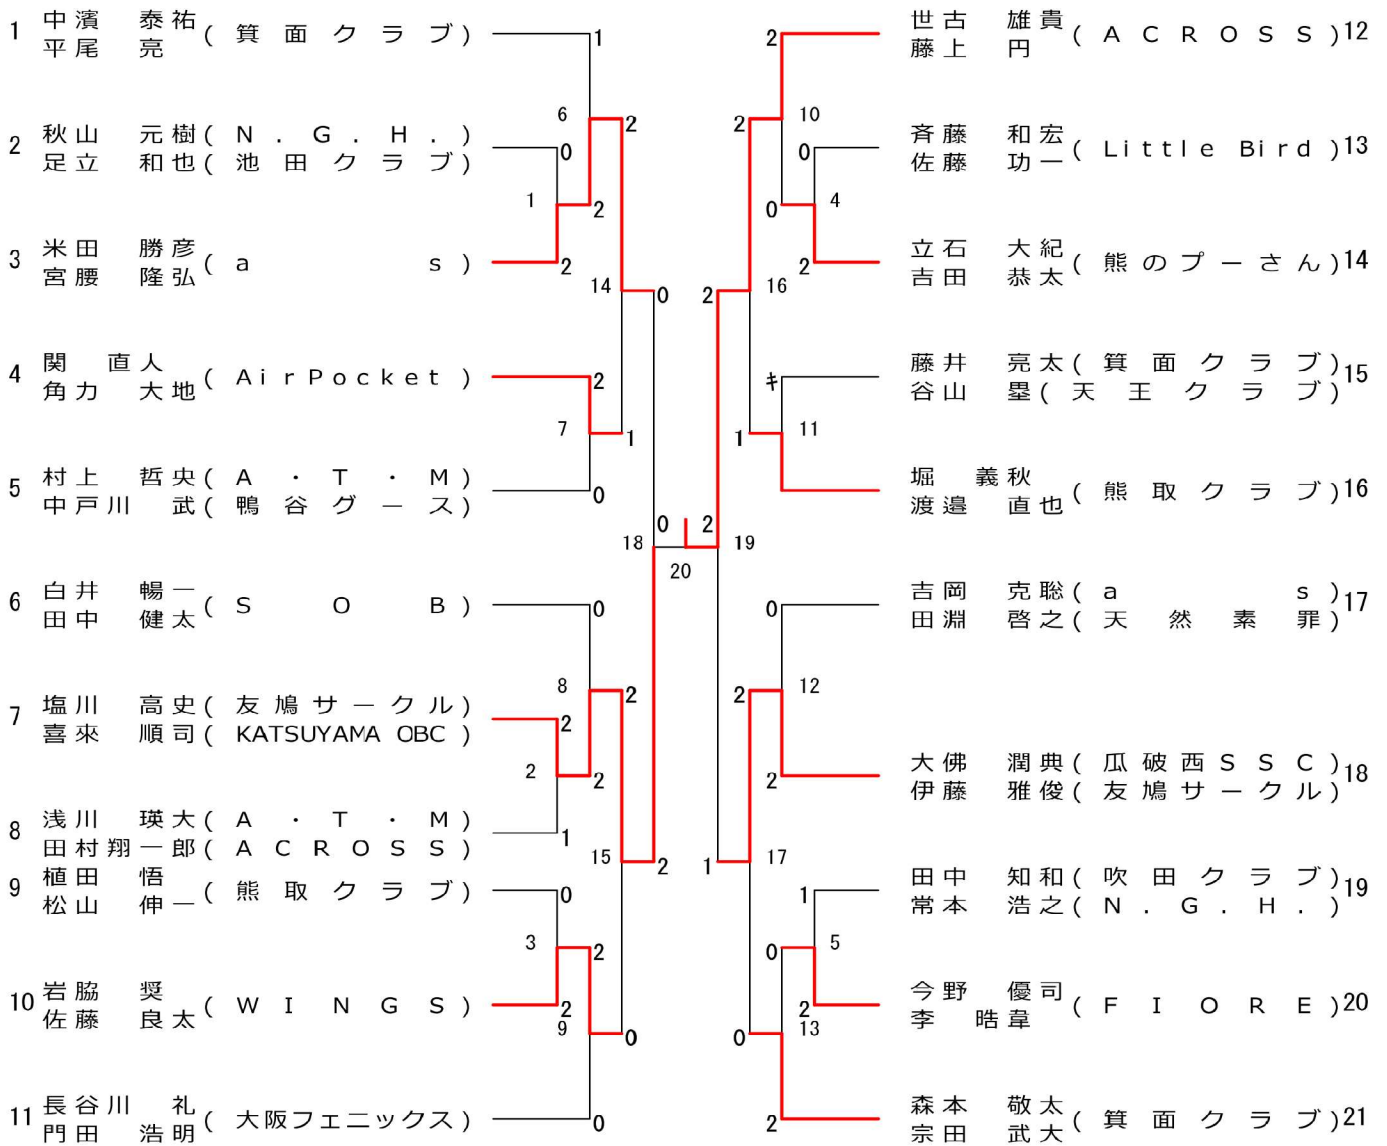 1 中濱 泰祐 (箕面クラブ)
平尾 亮
2 秋山 元樹 (N.G.H.)
足立 和也 (池田クラブ)
3 米田 勝彦 (as)
宮腰 隆弘
4 関 直人 (AirPocket)
角力 大地
5 村上 哲央 (A・T・M)
中戸川 武 (鴨谷グース)
6 白井 暢一 (SOB)
田中 健太
7 塩川 高史 (友鳩サークル)
喜來 順司 (KATSUYAMA OBC)
8 浅川 瑛大 (A・T・M)
田村翔一郎 (ACROSS)
9 植田 悟 (熊取クラブ)
松山 伸一
10 岩脇 奨 (WINGS)
佐藤 良太
11 長谷川 礼 (大阪フェニックス)
門田 浩明
1
6
2
0
1
2
2
14
0
2
7
1
0
0
18
20
0
8
2
2
2
2
1
15
2
0
3
2
2
9
0
0
2
10
2
0
4
0
2
2
16
キ
1
11
2
19
0
12
2
2
17
1
1
5
0
2
13
0
2
世古 雄貴 (ACROSS) 12
藤上 円
斉藤 和宏 (Little Bird) 13
佐藤 功一
立石 大紀 (熊のプーさん) 14
吉田 恭太
藤井 亮太 (箕面クラブ) 15
谷山 塁 (天王クラブ)
堀 義秋 (熊取クラブ) 16
渡邉 直也
吉岡 克聡 (as) 17
田淵 啓之 (天然素罪)
大佛 潤典 (瓜破西SSC) 18
伊藤 雅俊 (友鳩サークル)
田中 知和 (吹田クラブ) 19
常本 浩之 (N.G.H.)
今野 優司 (FIORE) 20
李 晧韋
森本 敬太 (箕面クラブ) 21
宗田 武大